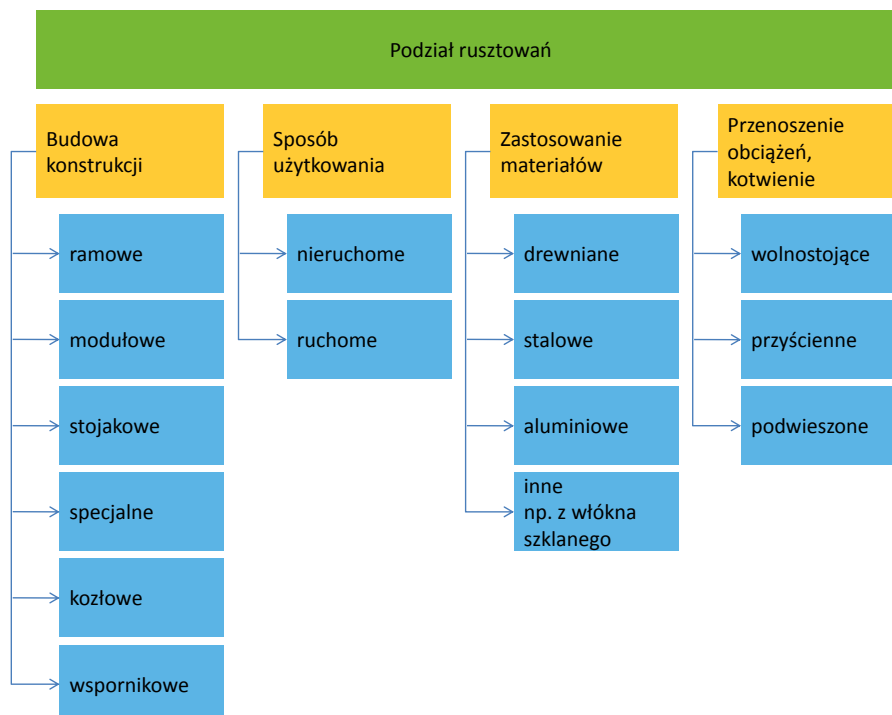 Podział rusztowań
Budowa
konstrukcji
ramowe
modułowe
stojakowe
specjalne
kozłowe
wspornikowe
Sposób
użytkowania
nieruchome
ruchome
Zastosowanie
materiałów
drewniane
stalowe
aluminiowe
inne
np. z włókna
szklanego
Przenoszenie
obciążeń,
kotwienie
wolnostojące
przyścienne
podwieszone